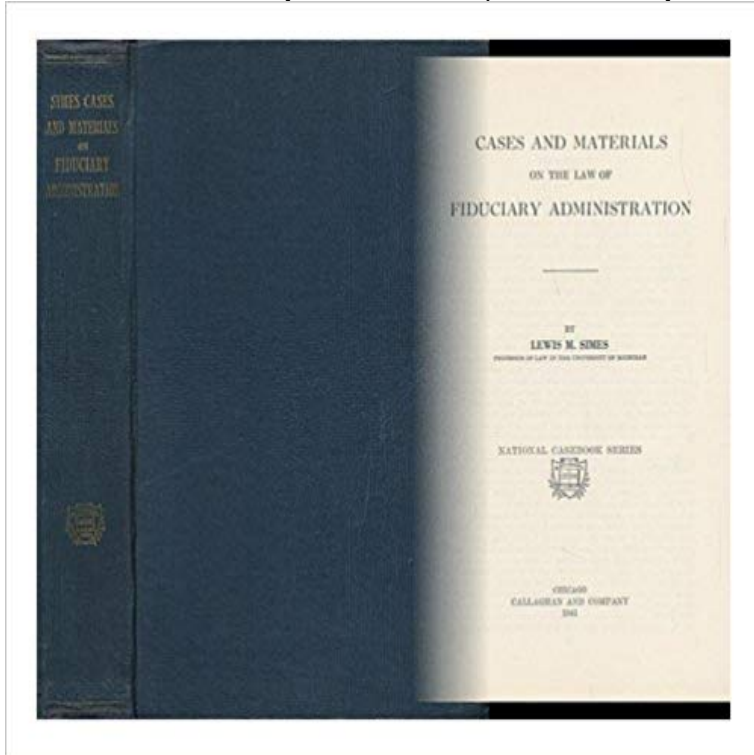 SIMES CASES
AND MATERIALS
ON
FIDUCIARY
ADMINISTRATION
CASES AND MATERIALS
ON THE LAW OF
FIDUCIARY ADMINISTRATION
BY
LEWIS M. SIMES
PROFESSOR OF LAW IN THE UNIVERSITY OF MICHIGAN
NATIONAL CASEBOOK SERIES
CHICAGO
CALLAGHAN AND COMPANY